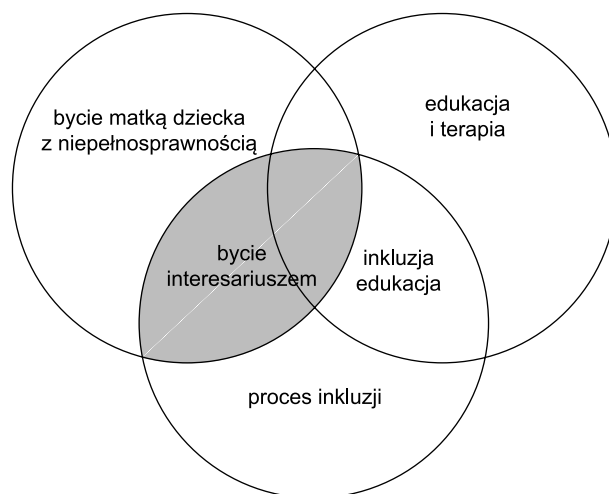 bycie matką dziecka
z niepełnosprawnością
edukacja
i terapia
bycie
interesariuszem
inkluzja
edukacja
proces inkluzji